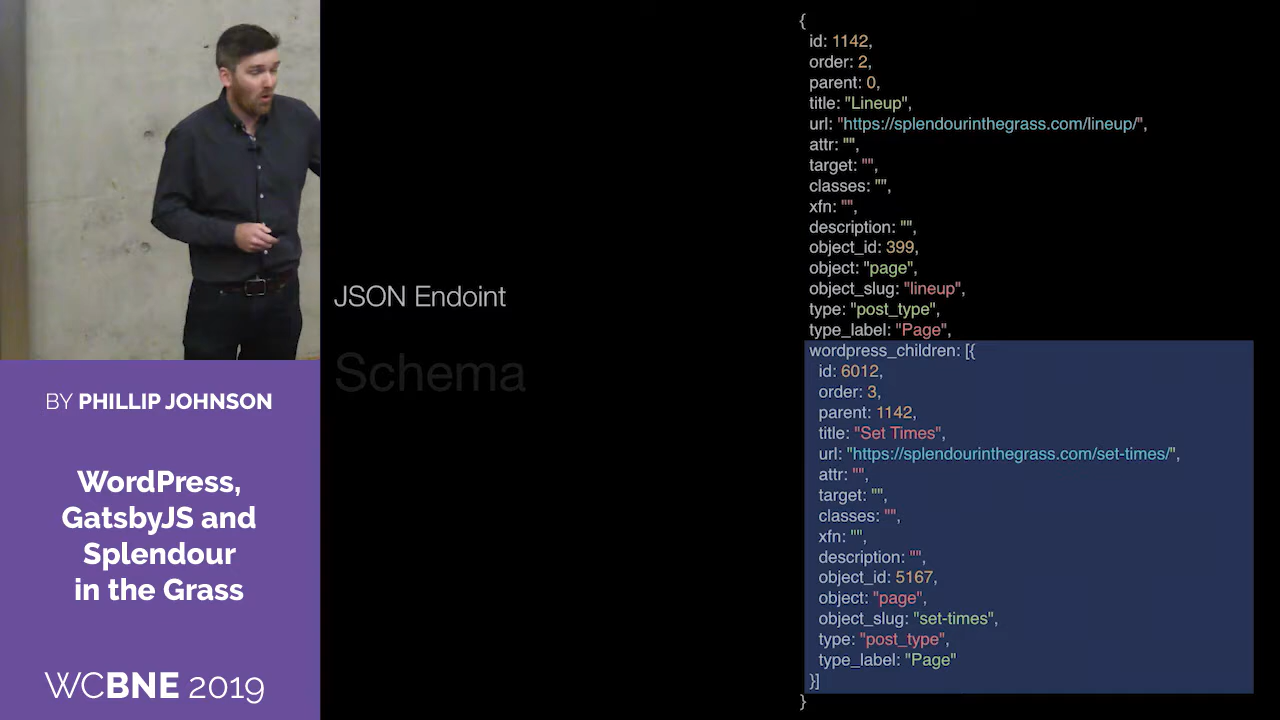 BY PHILLIP JOHNSON
WordPress,
GatsbyJS and
Splendour
in the Grass
WCBNE 2019
JSON Endoint
Schema
{
id: 1142,
order: 2,
parent: 0,
title: "Lineup",
url: "https://splendourinthegrass.com/lineup/",
attr: "",
target: "",
classes: "",
xfn: "",
description: "",
object_id: 399,
object: "page",
object_slug: "lineup",
type: "post_type",
type_label: "Page",
wordpress_children: [{
id: 6012,
order: 3,
parent: 1142,
title: "Set Times",
url: "https://splendourinthegrass.com/set-times/",
attr: "",
target: "",
classes: "",
xfn: "",
description: "",
object_id: 5167,
object: "page",
object_slug: "set-times",
type: "post_type",
type_label: "Page"
}]
}